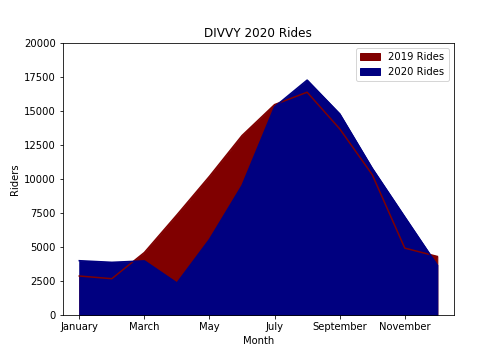 DIVVY 2020 Rides
2019 Rides
2020 Rides
20000
17500
15000
12500
10000
7500
5000
2500
0
Riders
January March May July September November
Month